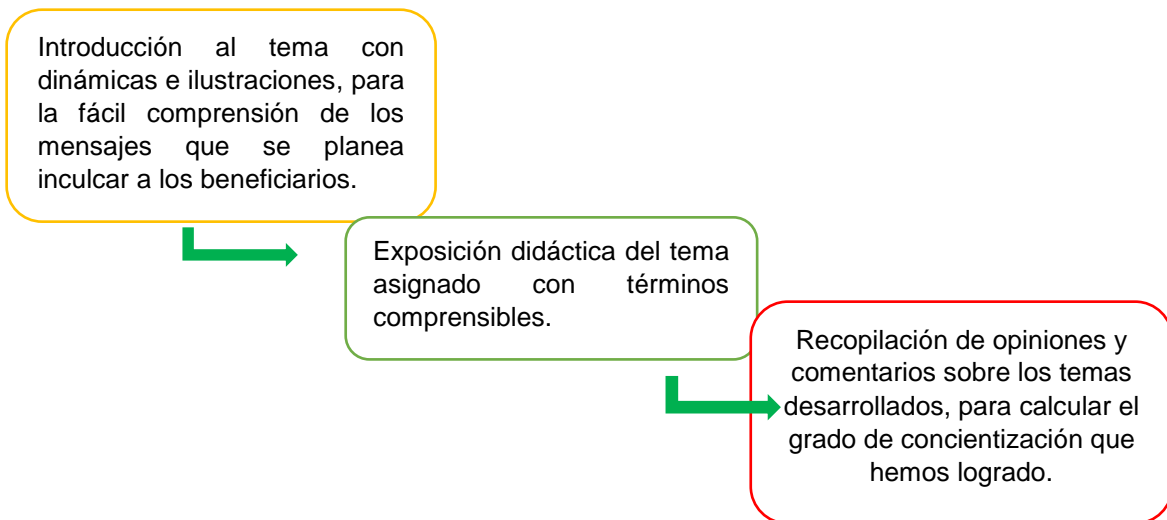 Introducción al tema con
dinámicas e ilustraciones, para
la fácil comprensión de los
mensajes que se planea
inculcar a los beneficiarios.
Exposición didáctica del tema
asignado con términos
comprensibles.
Recopilación de opiniones y
comentarios sobre los temas
desarrollados, para calcular el
grado de concientización que
hemos logrado.